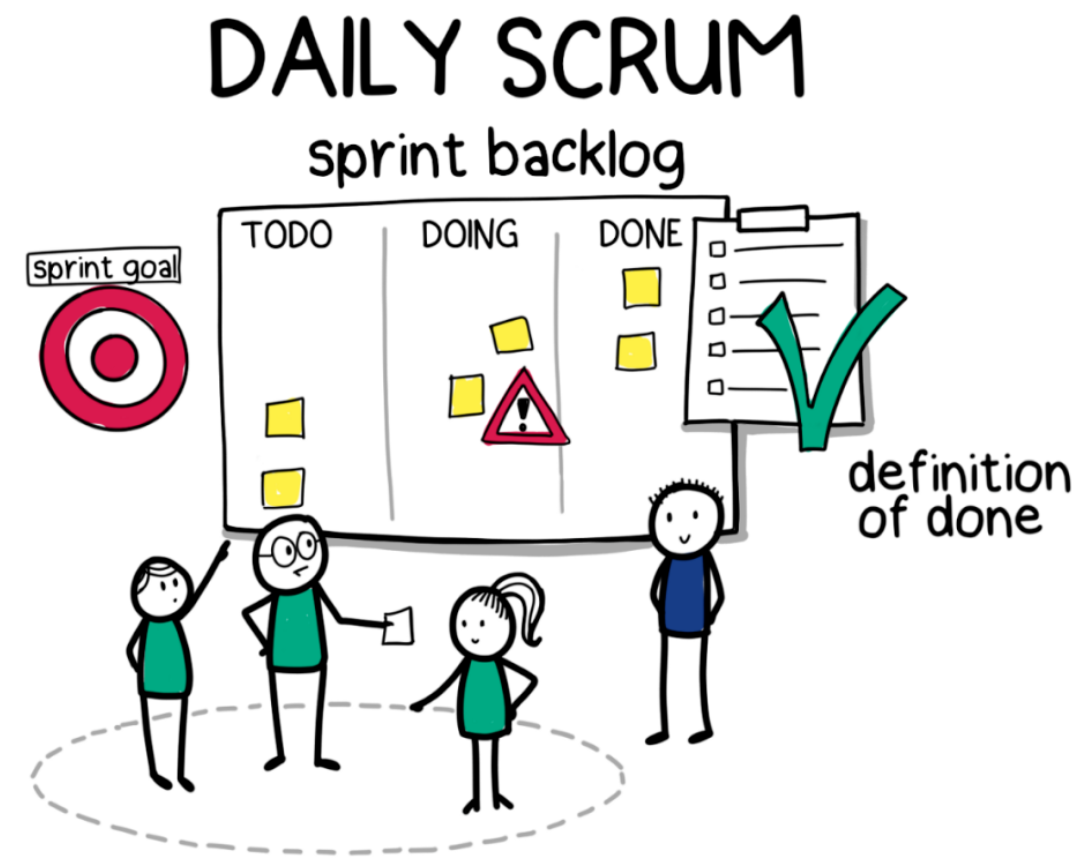 DAILY SCRUM
sprint backlog
sprint goal
TODO
DOING
DONE
!
definition
of done